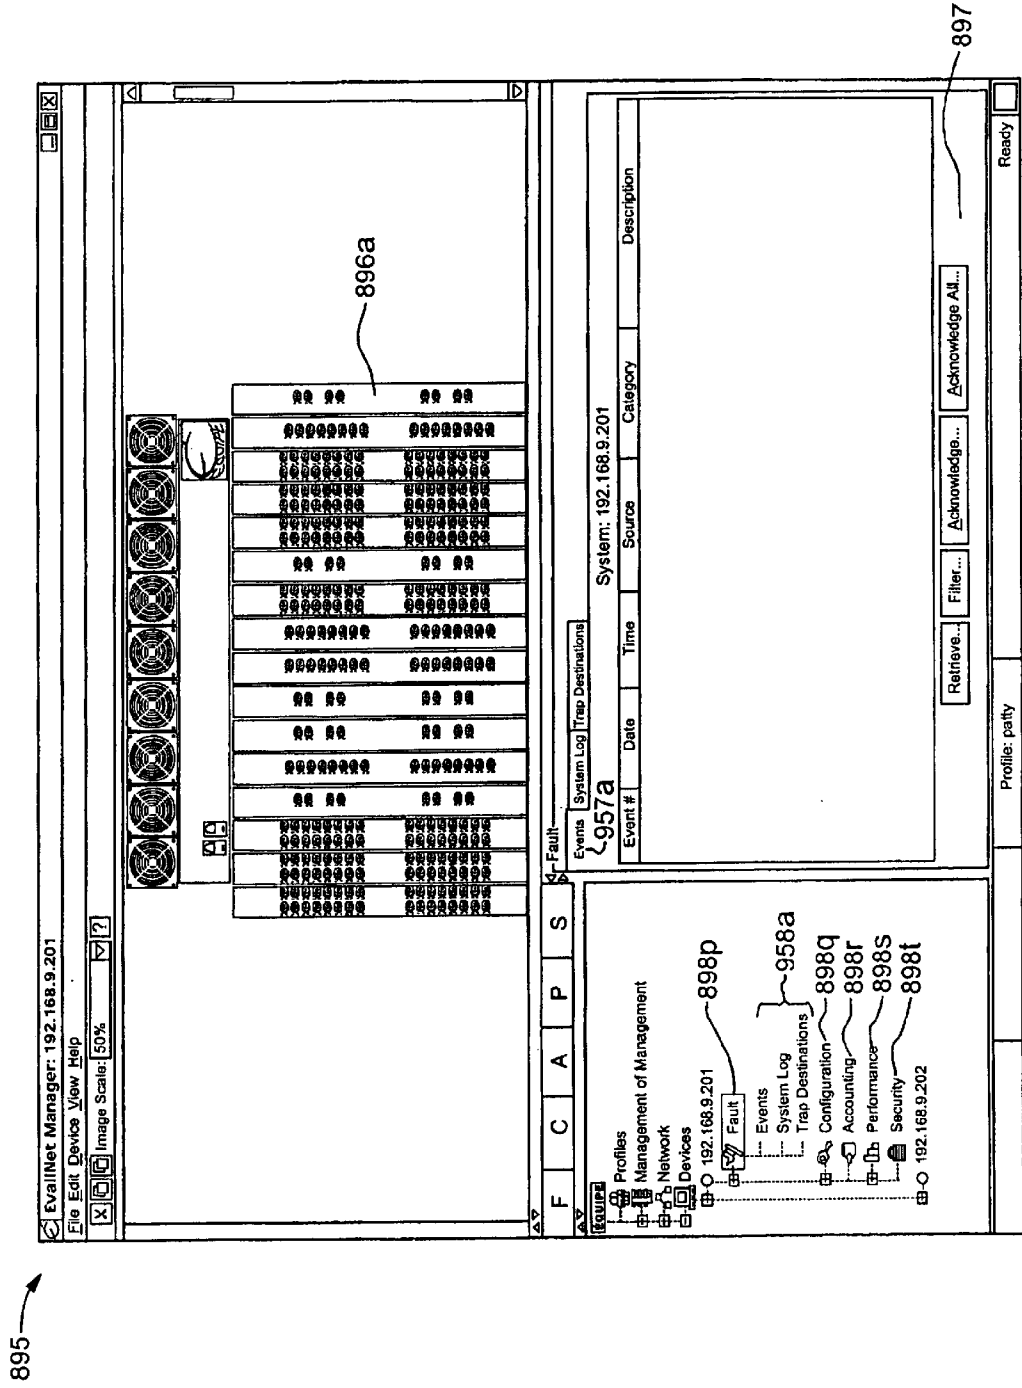 895
EvallNet Manager: 192.168.9.201
File Edit Device View Help
Image Scale: 50% ?
896a
F C A P S
EQUIPE
Profiles
Management of Management
Network
Devices
192.168.9.201
898p
Fault
Events
System Log
Trap Destinations
958a
Configuration 898q
Accounting 898r
Performance 898s
Security 898t
192.168.9.202
Fault
Events System Log Trap Destinations
957a
System: 192.168.9.201
Event # Date Time Source Category Description
Retrieve... Filter... Acknowledge... Acknowledge All...
897
Profile: patty
Ready